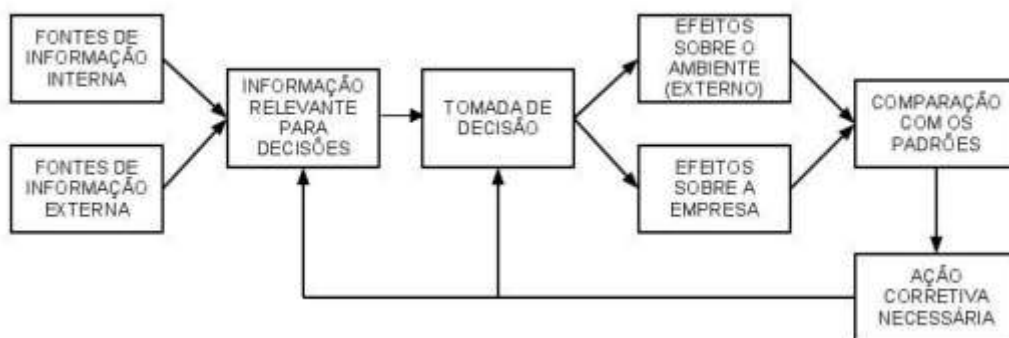 FONTES DE
INFORMAÇÃO
INTERNA
FONTES DE
INFORMAÇÃO
EXTERNA
INFORMAÇÃO
RELEVANTE
PARA
DECISÕES
TOMADA DE
DECISÃO
EFEITOS
SOBRE O
AMBIENTE
(EXTERNO)
EFEITOS
SOBRE A
EMPRESA
COMPARAÇÃO
COM OS
PADRÕES
AÇÃO
CORRETIVA
NECESSÁRIA